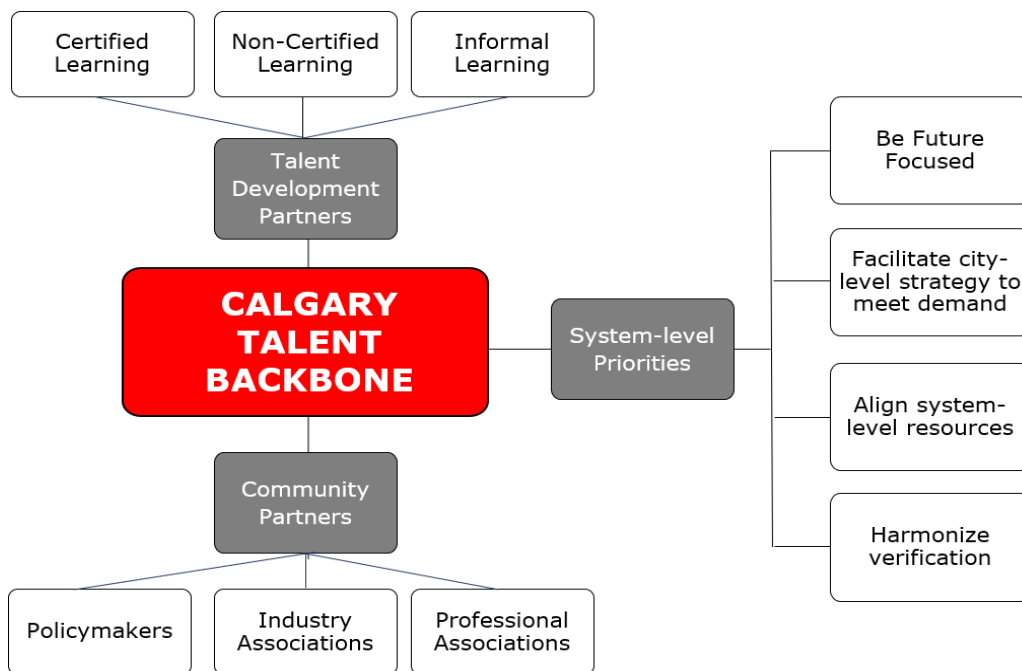 Certified
Learning
Non-Certified
Learning
Informal
Learning
Talent
Development
Partners
CALGARY
TALENT
BACKBONE
System-level
Priorities
Be Future
Focused
Facilitate city-
level strategy to
meet demand
Align system-
level resources
Harmonize
verification
Community
Partners
Policymakers
Industry
Associations
Professional
Associations